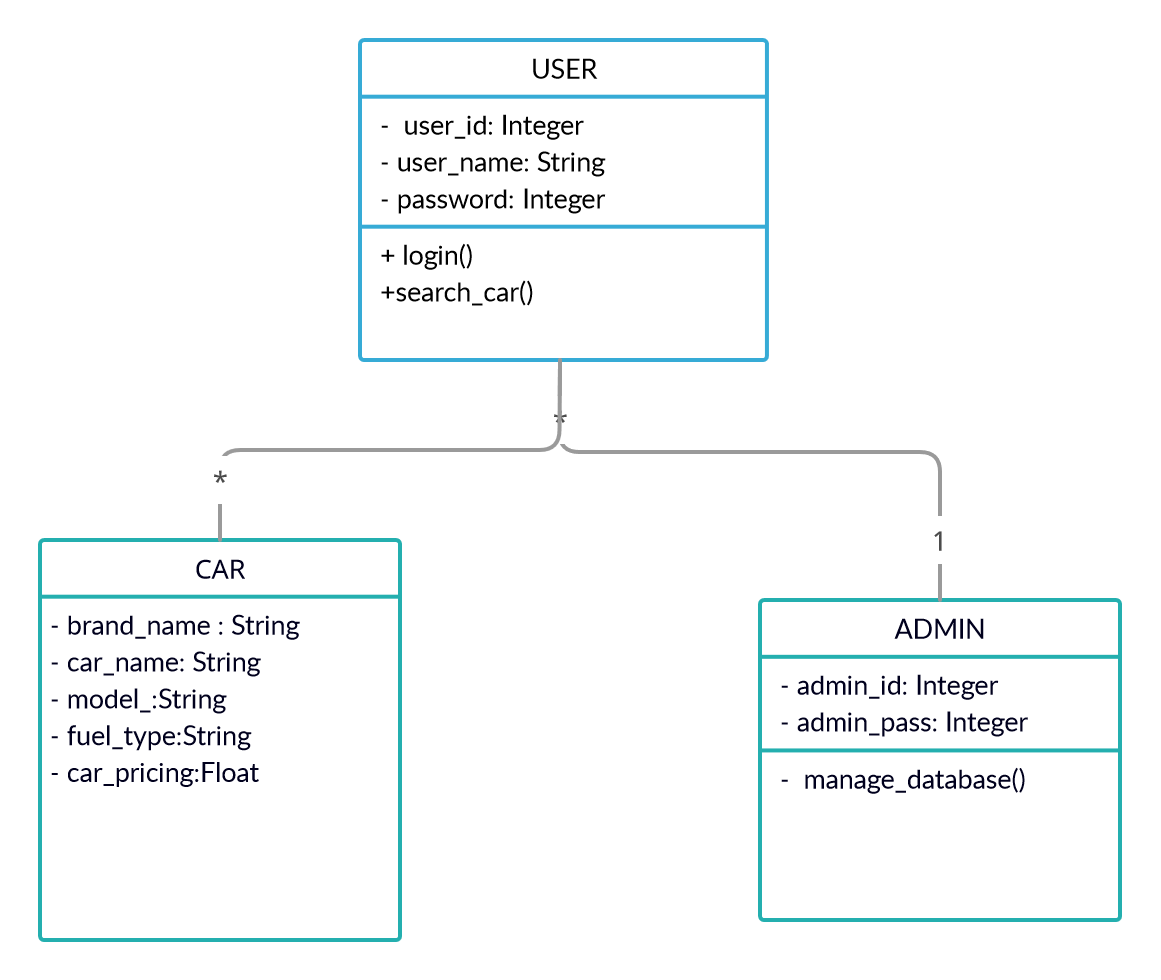 USER
-  user_id: Integer
- user_name: String
- password: Integer
+ login()
+search_car()
*
*
1
CAR
- brand_name : String
- car_name: String
- model_:String
- fuel_type:String
- car_pricing:Float
ADMIN
- admin_id: Integer
- admin_pass: Integer
-  manage_database()